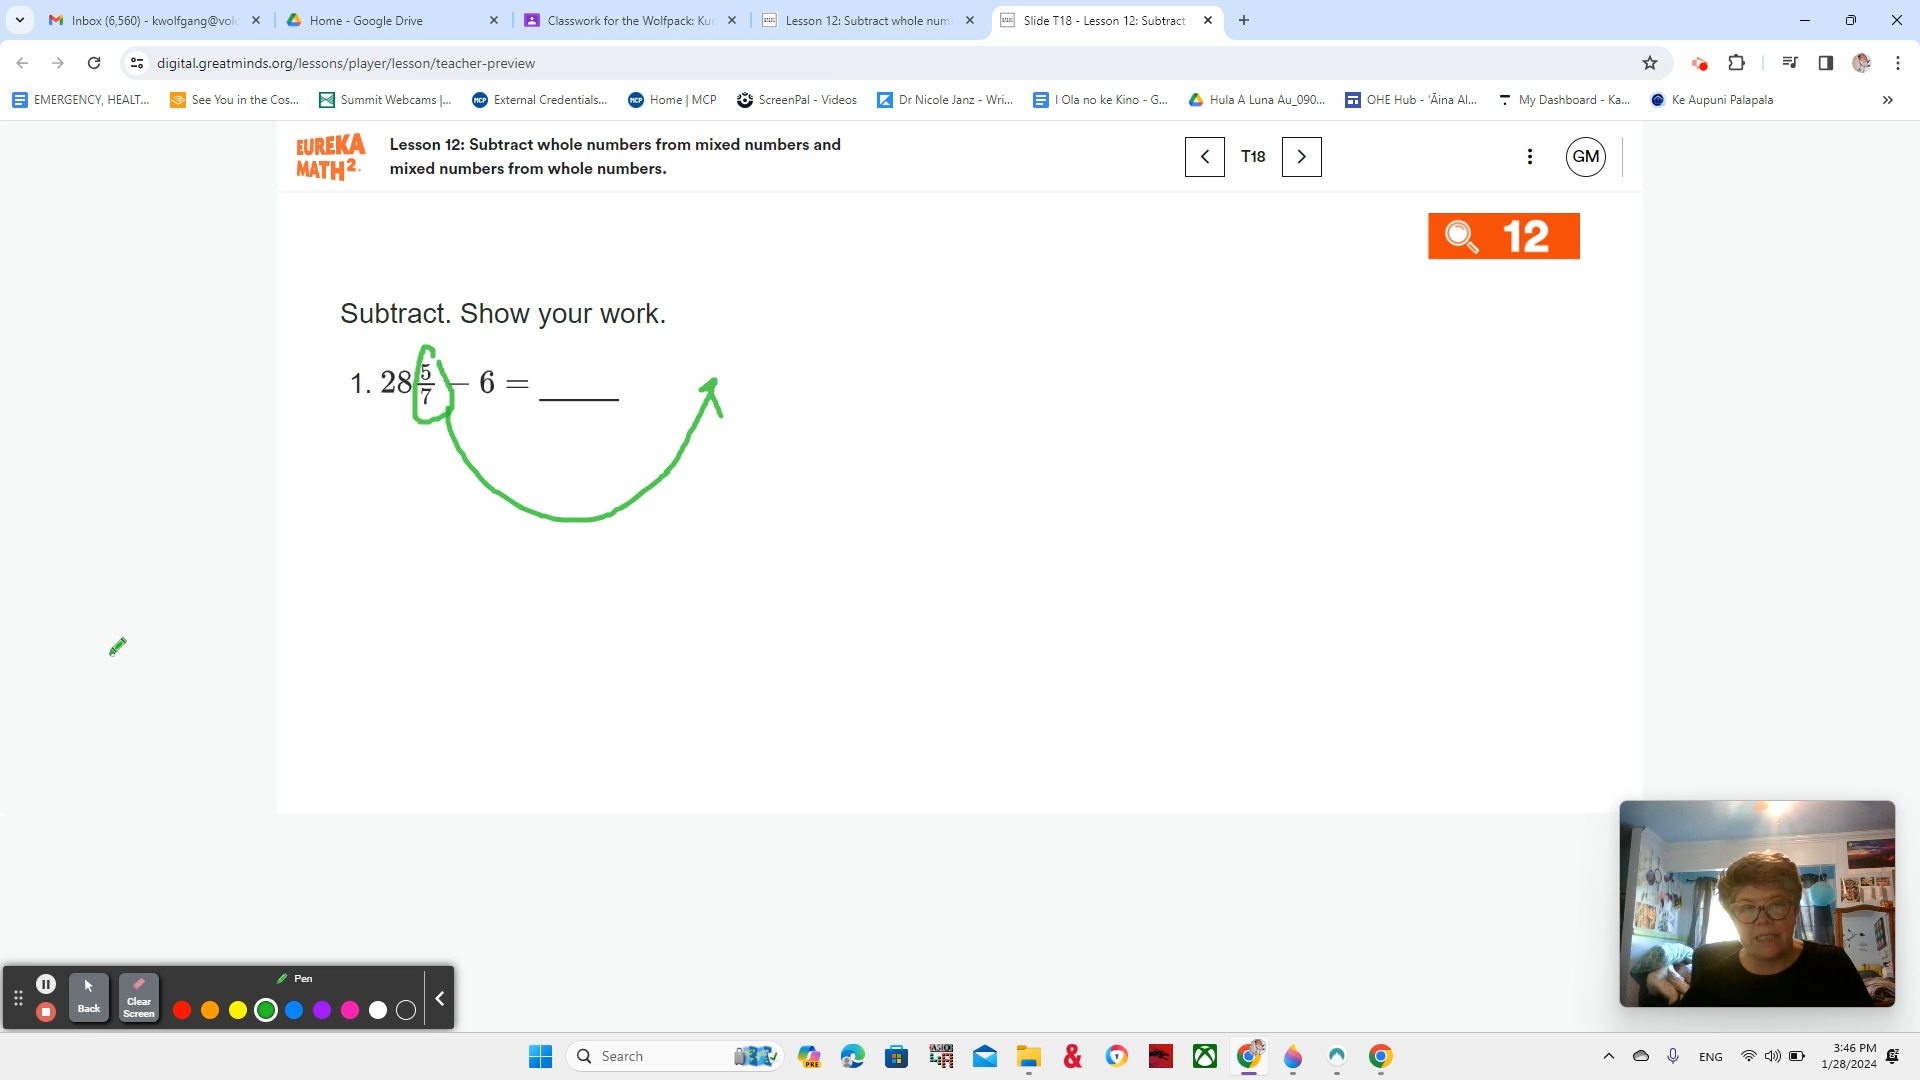 Inbox (6,560) - kwolfgang@volc
Home - Google Drive
Classwork for the Wolfpack: Ku
Lesson 12: Subtract whole num
Slide T18 - Lesson 12: Subtract
digital.greatminds.org/lessons/player/lesson/teacher-preview
EMERGENCY, HEALT...
See You in the Cos...
Summit Webcams |...
External Credentials...
Home | MCP
ScreenPal - Videos
Dr Nicole Janz - Wri...
I Ola no ke Kino - G...
Hula A Luna Au_090...
OHE Hub - ʻĀina Al...
My Dashboard - Ka...
Ke Aupuni Palapala
EUREKA
MATH2
Lesson 12: Subtract whole numbers from mixed numbers and
mixed numbers from whole numbers.
T18
GM
12
Subtract. Show your work.
1. 28 5/7 – 6 = ______
Pen
Back
Clear
Screen
Search
PRE
ENG
3:46 PM
1/28/2024